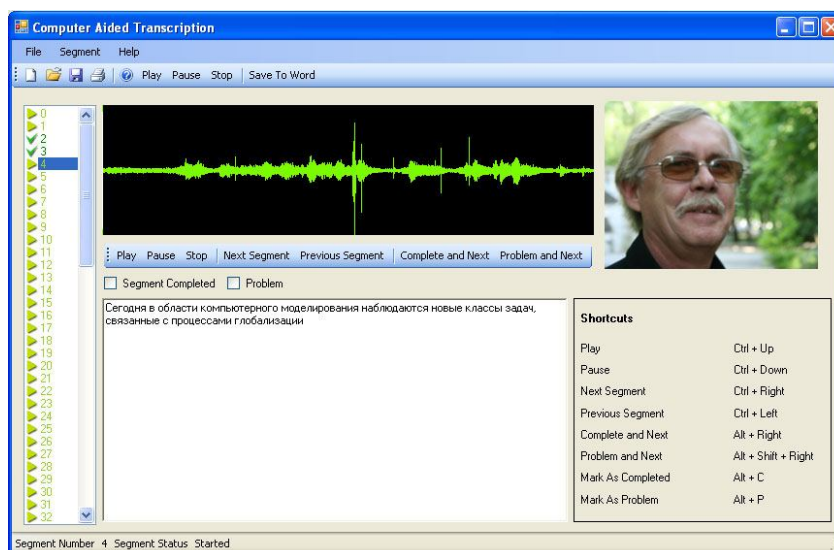 Computer Aided Transcription
File Segment Help
Play Pause Stop Save To Word
0
1
2
3
4
5
6
7
8
9
10
11
12
13
14
15
16
17
18
19
20
21
22
23
24
25
26
27
28
29
30
31
32
Play Pause Stop Next Segment Previous Segment Complete and Next Problem and Next
Segment Completed Problem
Сегодня в области компьютерного моделирования наблюдаются новые классы задач,
связанные с процессами глобализации
Shortcuts
Play Ctrl + Up
Pause Ctrl + Down
Next Segment Ctrl + Right
Previous Segment Ctrl + Left
Complete and Next Alt + Right
Problem and Next Alt + Shift + Right
Mark As Completed Alt + C
Mark As Problem Alt + P
Segment Number 4 Segment Status Started